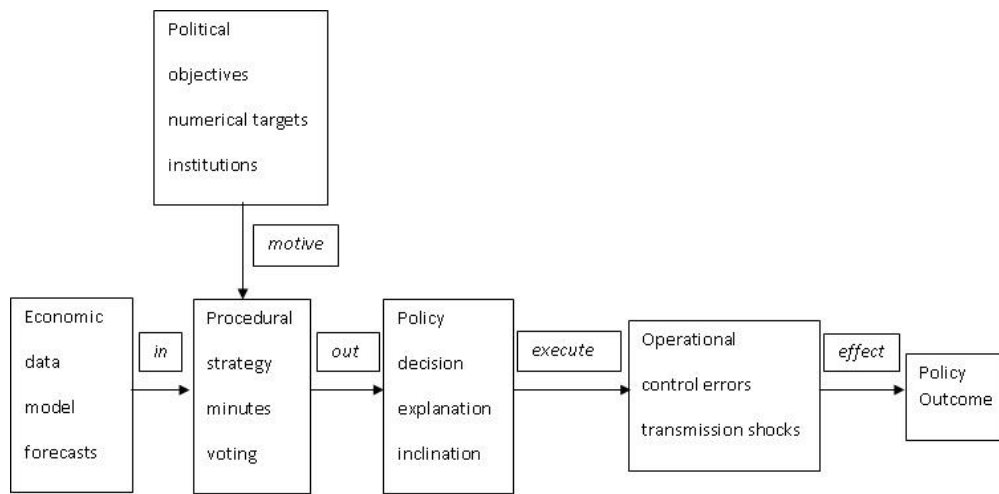 Political
objectives
numerical targets
institutions
motive
Economic
data
model
forecasts
in
Procedural
strategy
minutes
voting
out
Policy
decision
explanation
inclination
execute
Operational
control errors
transmission shocks
effect
Policy
Outcome